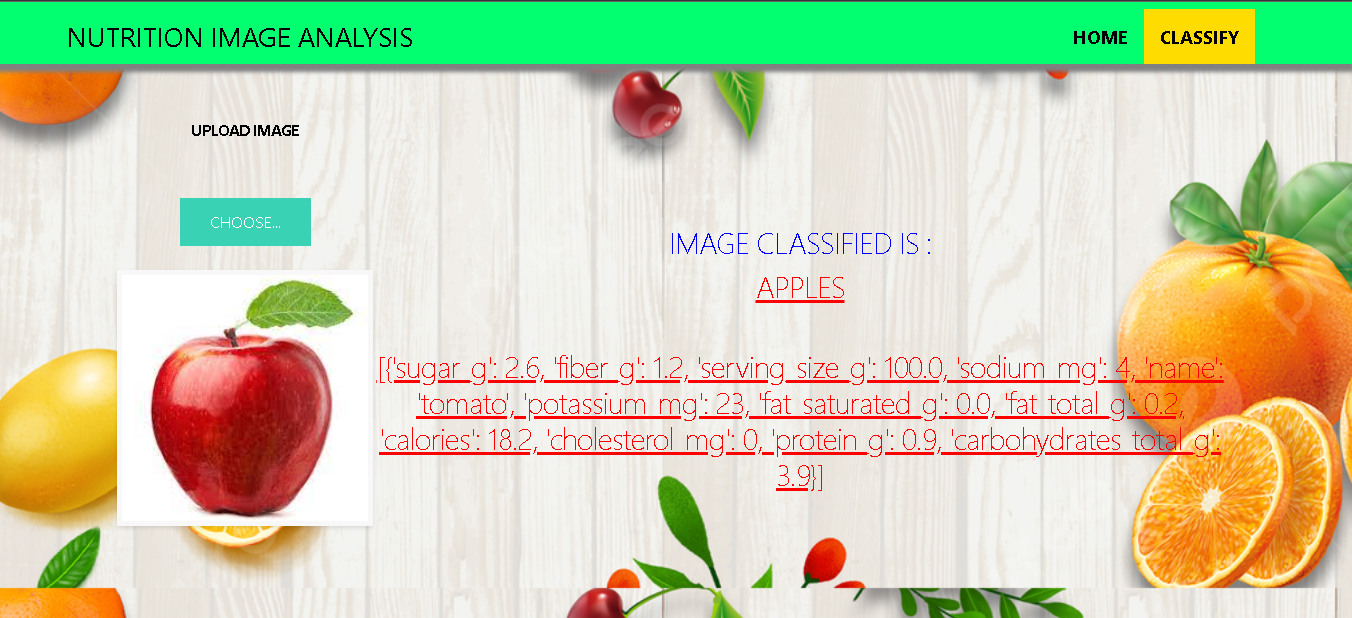 NUTRITION IMAGE ANALYSIS
HOME
CLASSIFY
UPLOAD IMAGE
CHOOSE...
IMAGE CLASSIFIED IS :
APPLES
[{'sugar_g': 2.6, 'fiber_g': 1.2, 'serving_size_g': 100.0, 'sodium_mg': 4, 'name':
'tomato', 'potassium_mg': 23, 'fat_saturated_g': 0.0, 'fat_total_g': 0.2,
'calories': 18.2, 'cholesterol_mg': 0, 'protein_g': 0.9, 'carbohydrates_total_g':
3.9}]